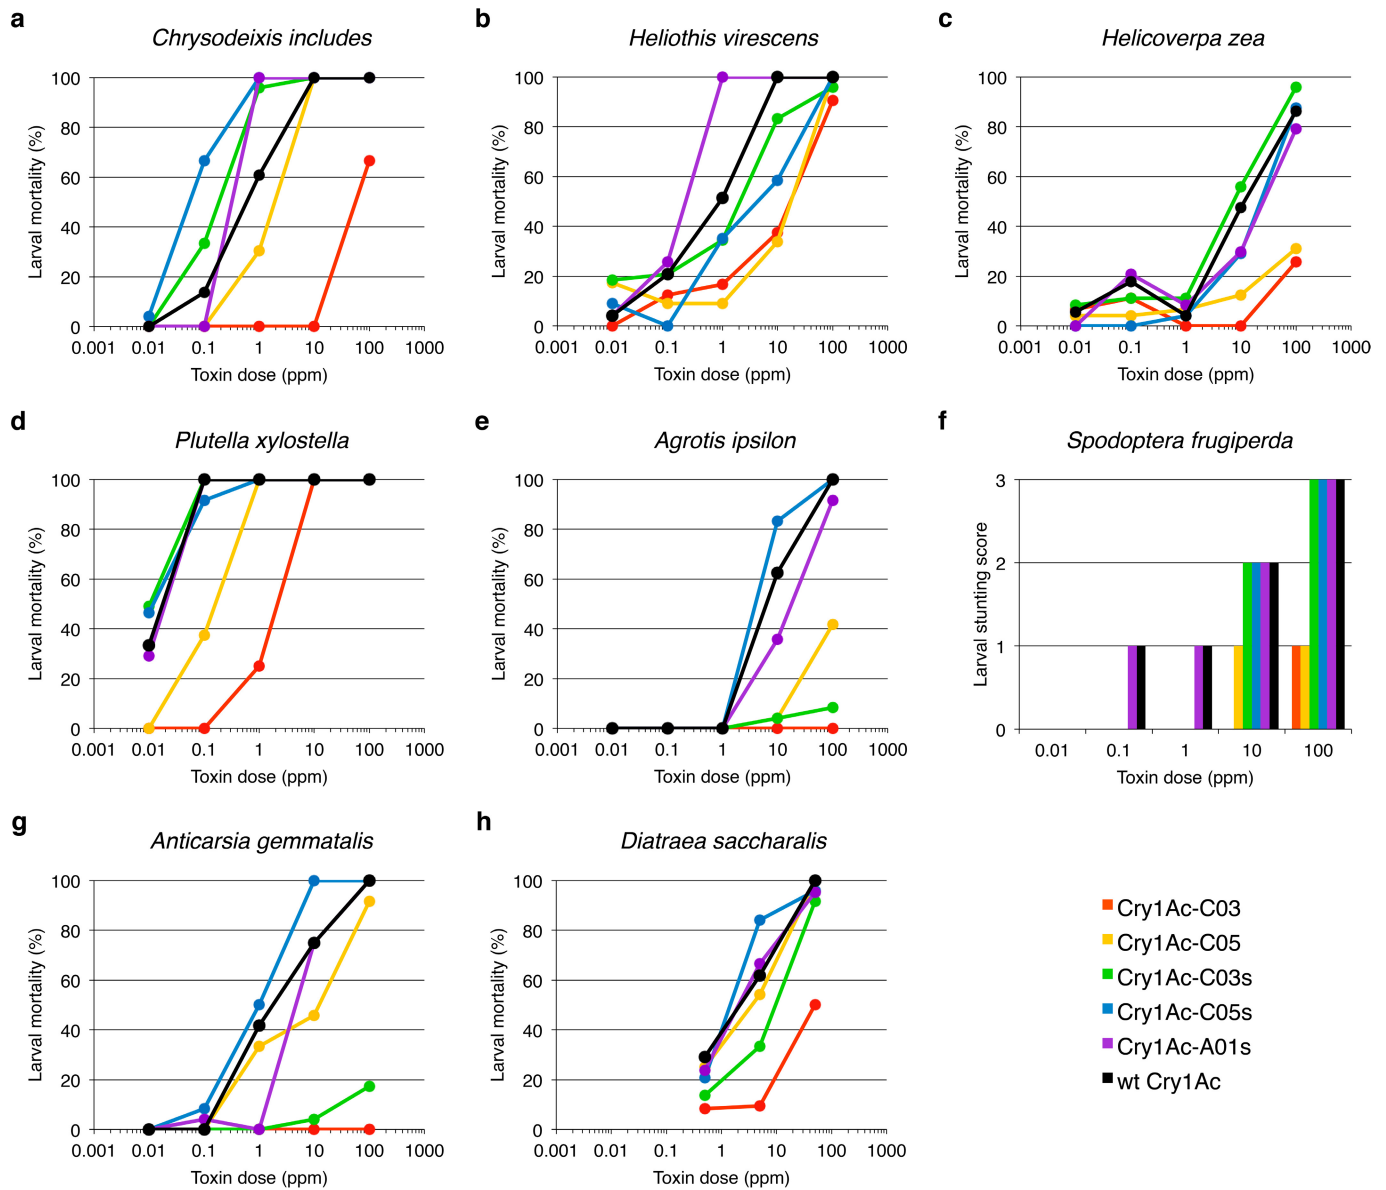 a
Chrysodeixis includes
Larval mortality (%)
100
80
60
40
20
0
0.001 0.01 0.1 1 10 100 1000
Toxin dose (ppm)
b
Heliothis virescens
Larval mortality (%)
100
80
60
40
20
0
0.001 0.01 0.1 1 10 100 1000
Toxin dose (ppm)
c
Helicoverpa zea
Larval mortality (%)
100
80
60
40
20
0
0.001 0.01 0.1 1 10 100 1000
Toxin dose (ppm)
d
Plutella xylostella
Larval mortality (%)
100
80
60
40
20
0
0.001 0.01 0.1 1 10 100 1000
Toxin dose (ppm)
e
Agrotis ipsilon
Larval mortality (%)
100
80
60
40
20
0
0.001 0.01 0.1 1 10 100 1000
Toxin dose (ppm)
f
Spodoptera frugiperda
Larval stunting score
3
2
1
0
0.01 0.1 1 10 100
Toxin dose (ppm)
g
Anticarsia gemmatalis
Larval mortality (%)
100
80
60
40
20
0
0.001 0.01 0.1 1 10 100 1000
Toxin dose (ppm)
h
Diatraea saccharalis
Larval mortality (%)
100
80
60
40
20
0
0.001 0.01 0.1 1 10 100 1000
Toxin dose (ppm)
Cry1Ac-C03
Cry1Ac-C05
Cry1Ac-C03s
Cry1Ac-C05s
Cry1Ac-A01s
wt Cry1Ac